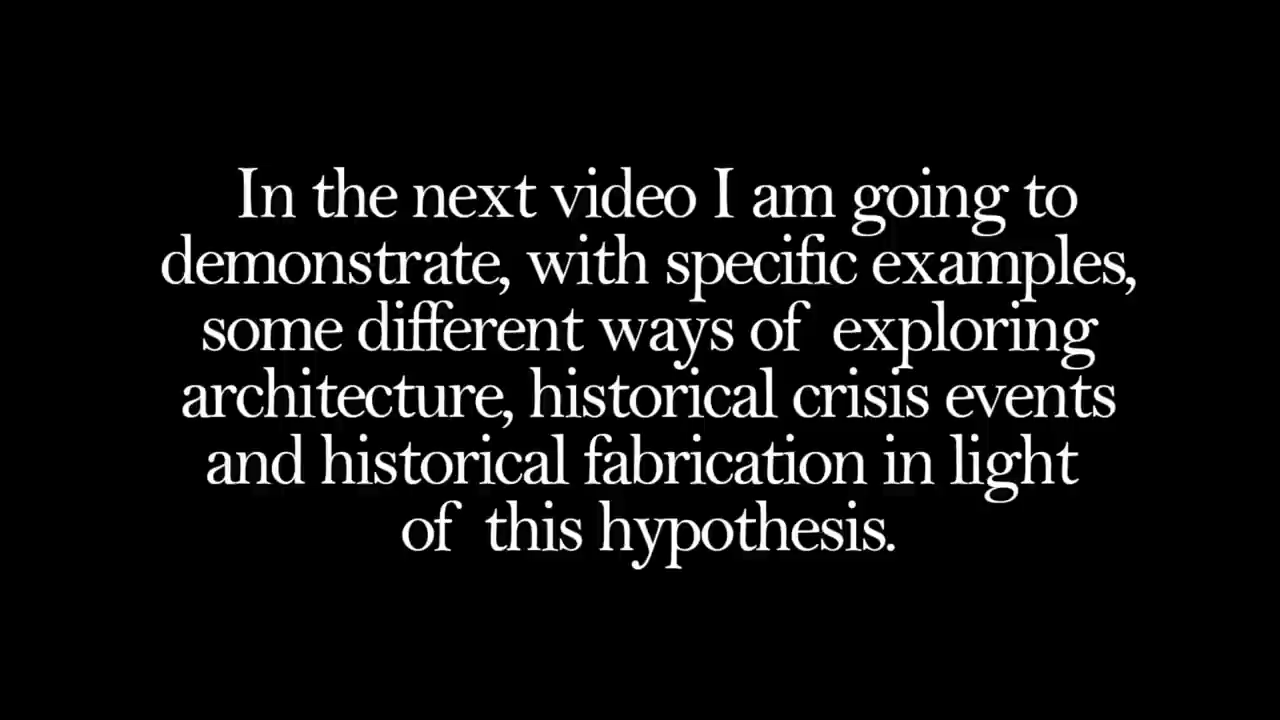 In the next video I am going to
demonstrate, with specific examples,
some different ways of exploring
architecture, historical crisis events
and historical fabrication in light
of this hypothesis.